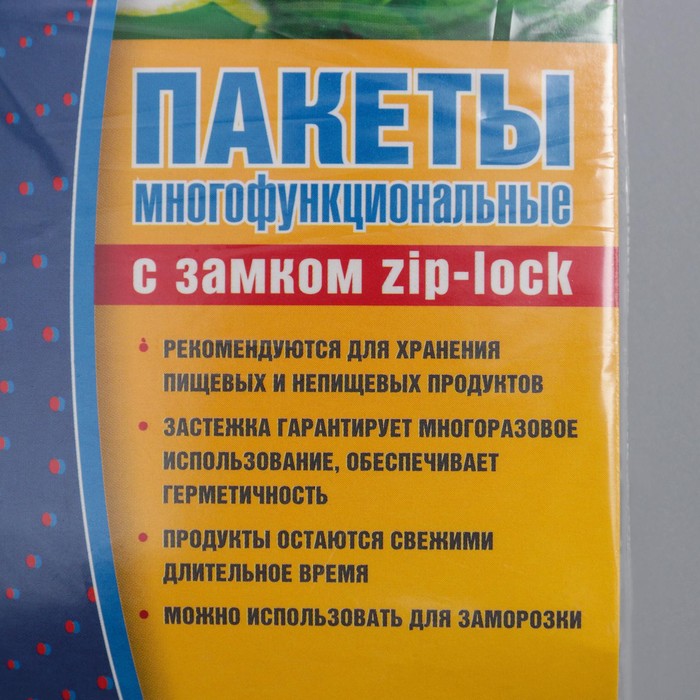 ПАКЕТЫ
многофункциональные
с замком zip-lock
• РЕКОМЕНДУЮТСЯ ДЛЯ ХРАНЕНИЯ
ПИЩЕВЫХ И НЕПИЩЕВЫХ ПРОДУКТОВ
• ЗАСТЕЖКА ГАРАНТИРУЕТ МНОГОРАЗОВОЕ
ИСПОЛЬЗОВАНИЕ, ОБЕСПЕЧИВАЕТ
ГЕРМЕТИЧНОСТЬ
• ПРОДУКТЫ ОСТАЮТСЯ СВЕЖИМИ
ДЛИТЕЛЬНОЕ ВРЕМЯ
• МОЖНО ИСПОЛЬЗОВАТЬ ДЛЯ ЗАМОРОЗКИ